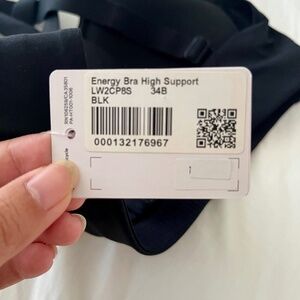 Energy Bra High Support
LW2CP8S 34B
BLK
000132176967